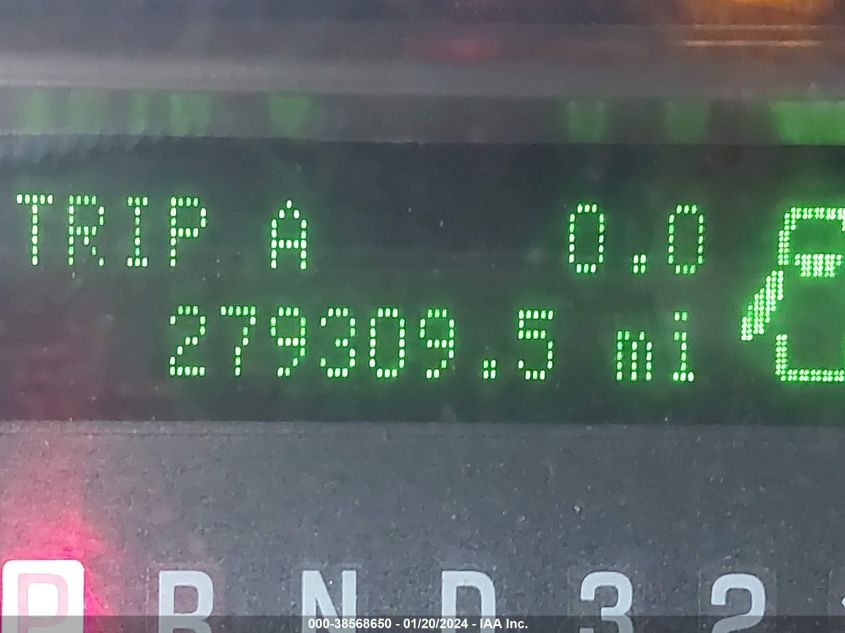 TRIP A 0.0
279309.5 mi
P R N D 3 2
000-38568650 - 01/20/2024 - IAA Inc.